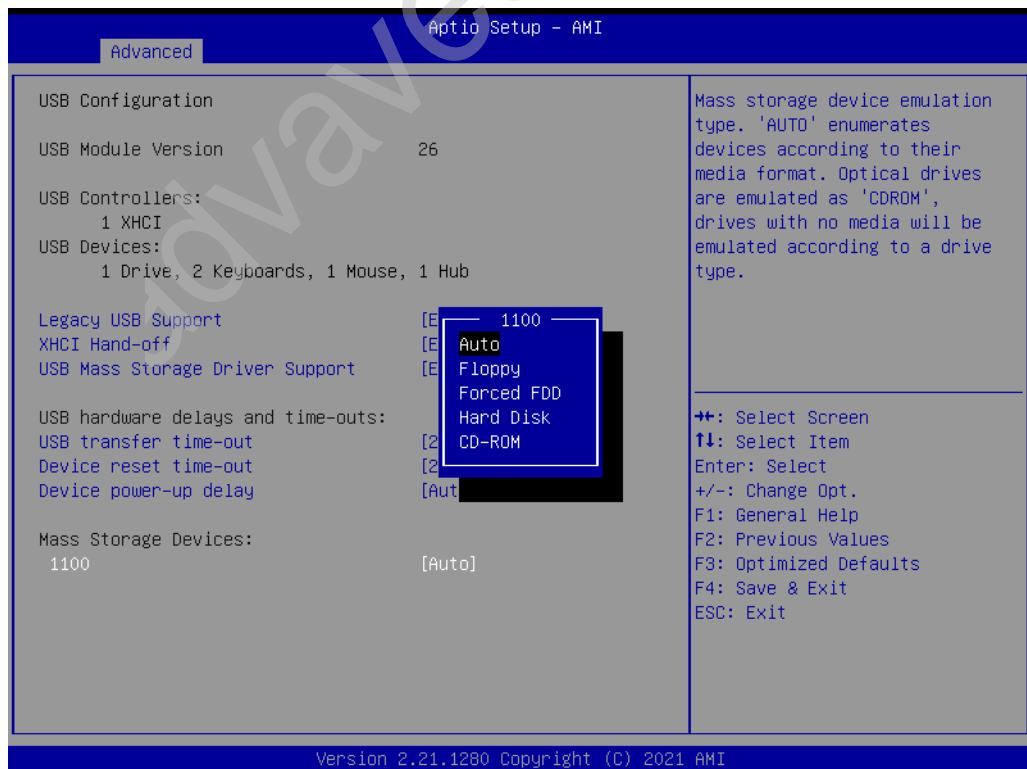 Aptio Setup – AMI
Advanced
USB Configuration
USB Module Version 26
USB Controllers:
1 XHCI
USB Devices:
1 Drive, 2 Keyboards, 1 Mouse, 1 Hub
Legacy USB Support [E
XHCI Hand-off [E
USB Mass Storage Driver Support [E
USB hardware delays and time-outs:
USB transfer time-out [2
Device reset time-out [2
Device power-up delay [Aut
Mass Storage Devices:
1100 [Auto]
1100
Auto
Floppy
Forced FDD
Hard Disk
CD-ROM
Mass storage device emulation
type. 'AUTO' enumerates
devices according to their
media format. Optical drives
are emulated as 'CDROM',
drives with no media will be
emulated according to a drive
type.
→←: Select Screen
↑↓: Select Item
Enter: Select
+/-: Change Opt.
F1: General Help
F2: Previous Values
F3: Optimized Defaults
F4: Save & Exit
ESC: Exit
Version 2.21.1280 Copyright (C) 2021 AMI